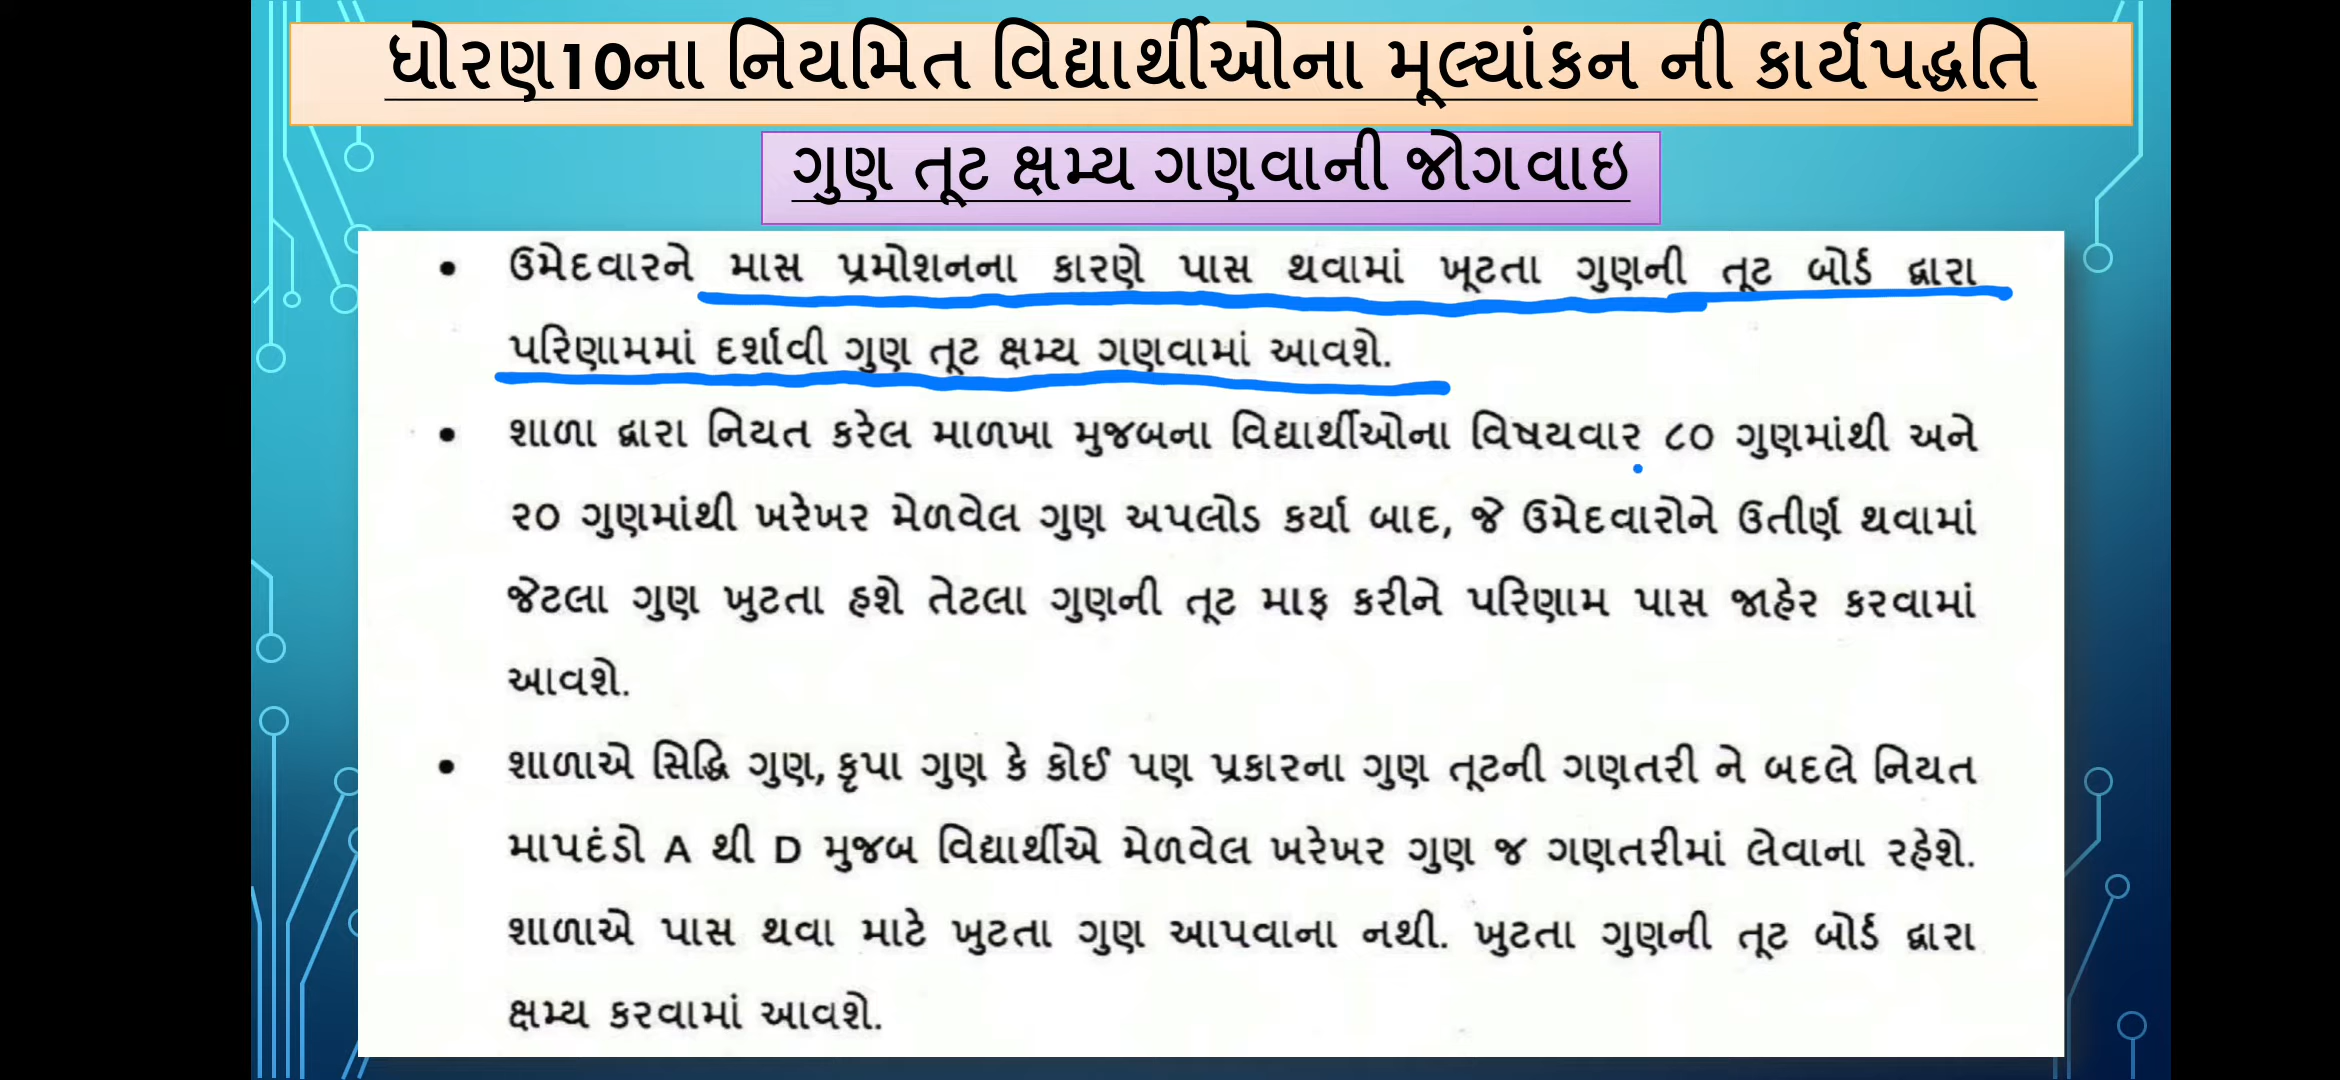 ધોરણ10ના નિયમિત વિદ્યાર્થીઓના મૂલ્યાંકન ની કાર્યપદ્ધતિ
ગુણ તૂટ ક્ષમ્ય ગણવાની જોગવાઇ
• ઉમેદવારને માસ પ્રમોશનના કારણે પાસ થવામાં ખૂટતા ગુણની તૂટ બોર્ડ દ્વારા
પરિણામમાં દર્શાવી ગુણ તૂટ ક્ષમ્ય ગણવામાં આવશે.
• શાળા દ્વારા નિયત કરેલ માળખા મુજબના વિદ્યાર્થીઓના વિષયવાર ૮૦ ગુણમાંથી અને
૨૦ ગુણમાંથી ખરેખર મેળવેલ ગુણ અપલોડ કર્યા બાદ, જે ઉમેદવારોને ઉતીર્ણ થવામાં
જેટલા ગુણ ખુટતા હશે તેટલા ગુણની તૂટ માફ કરીને પરિણામ પાસ જાહેર કરવામાં
આવશે.
• શાળાએ સિદ્ધિ ગુણ, કૃપા ગુણ કે કોઈ પણ પ્રકારના ગુણ તૂટની ગણતરી ને બદલે નિયત
માપદંડો A થી D મુજબ વિદ્યાર્થીએ મેળવેલ ખરેખર ગુણ જ ગણતરીમાં લેવાના રહેશે.
શાળાએ પાસ થવા માટે ખુટતા ગુણ આપવાના નથી. ખુટતા ગુણની તૂટ બોર્ડ દ્વારા
ક્ષમ્ય કરવામાં આવશે.